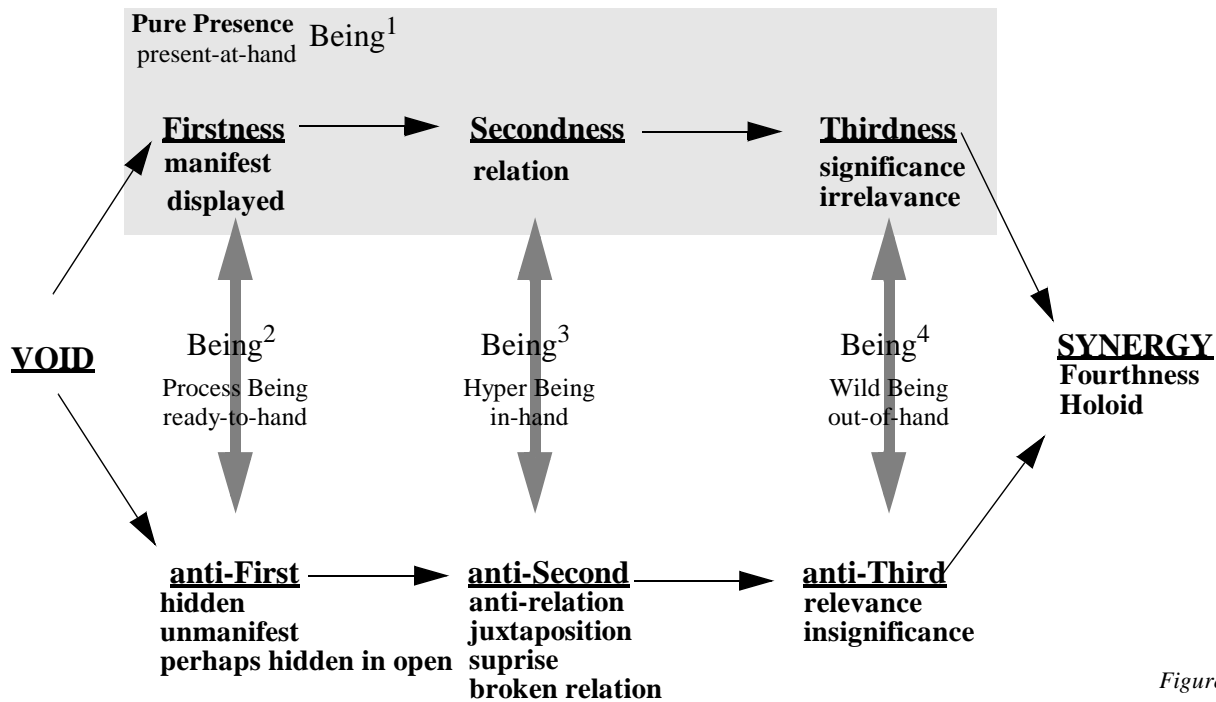 Pure Presence Being¹
present-at-hand
Firstness
manifest
displayed
Secondness
relation
Thirdness
significance
irrelavance
VOID
Being²
Process Being
ready-to-hand
Being³
Hyper Being
in-hand
Being⁴
Wild Being
out-of-hand
SYNERGY
Fourthness
Holoid
anti-First
hidden
unmanifest
perhaps hidden in open
anti-Second
anti-relation
juxtaposition
suprise
broken relation
anti-Third
relevance
insignificance
Figure